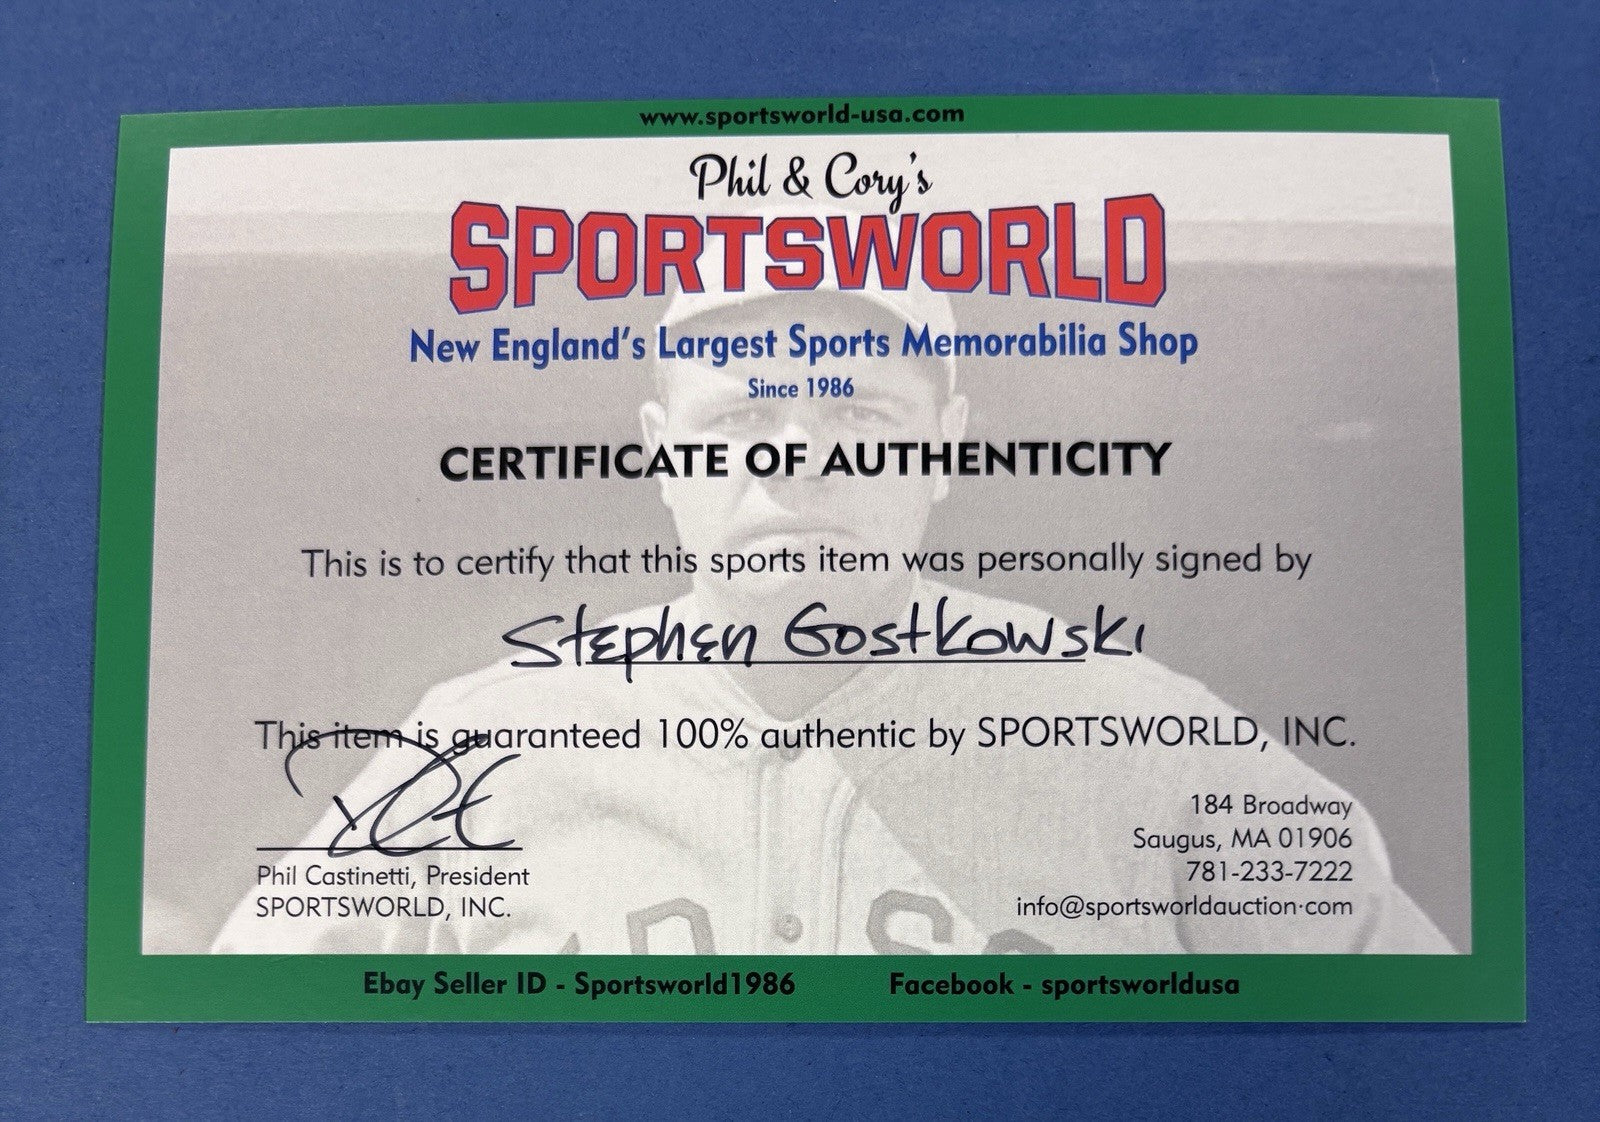 www.sportsworld-usa.com
Phil & Cory's
SPORTSWORLD
New England's Largest Sports Memorabilia Shop
Since 1986
CERTIFICATE OF AUTHENTICITY
This is to certify that this sports item was personally signed by
Stephen Gostkowski
This item is guaranteed 100% authentic by SPORTSWORLD, INC.
Phil Castinetti, President
SPORTSWORLD, INC.
184 Broadway
Saugus, MA 01906
781-233-7222
info@sportsworldauction·com
Ebay Seller ID - Sportsworld1986
Facebook - sportsworldusa